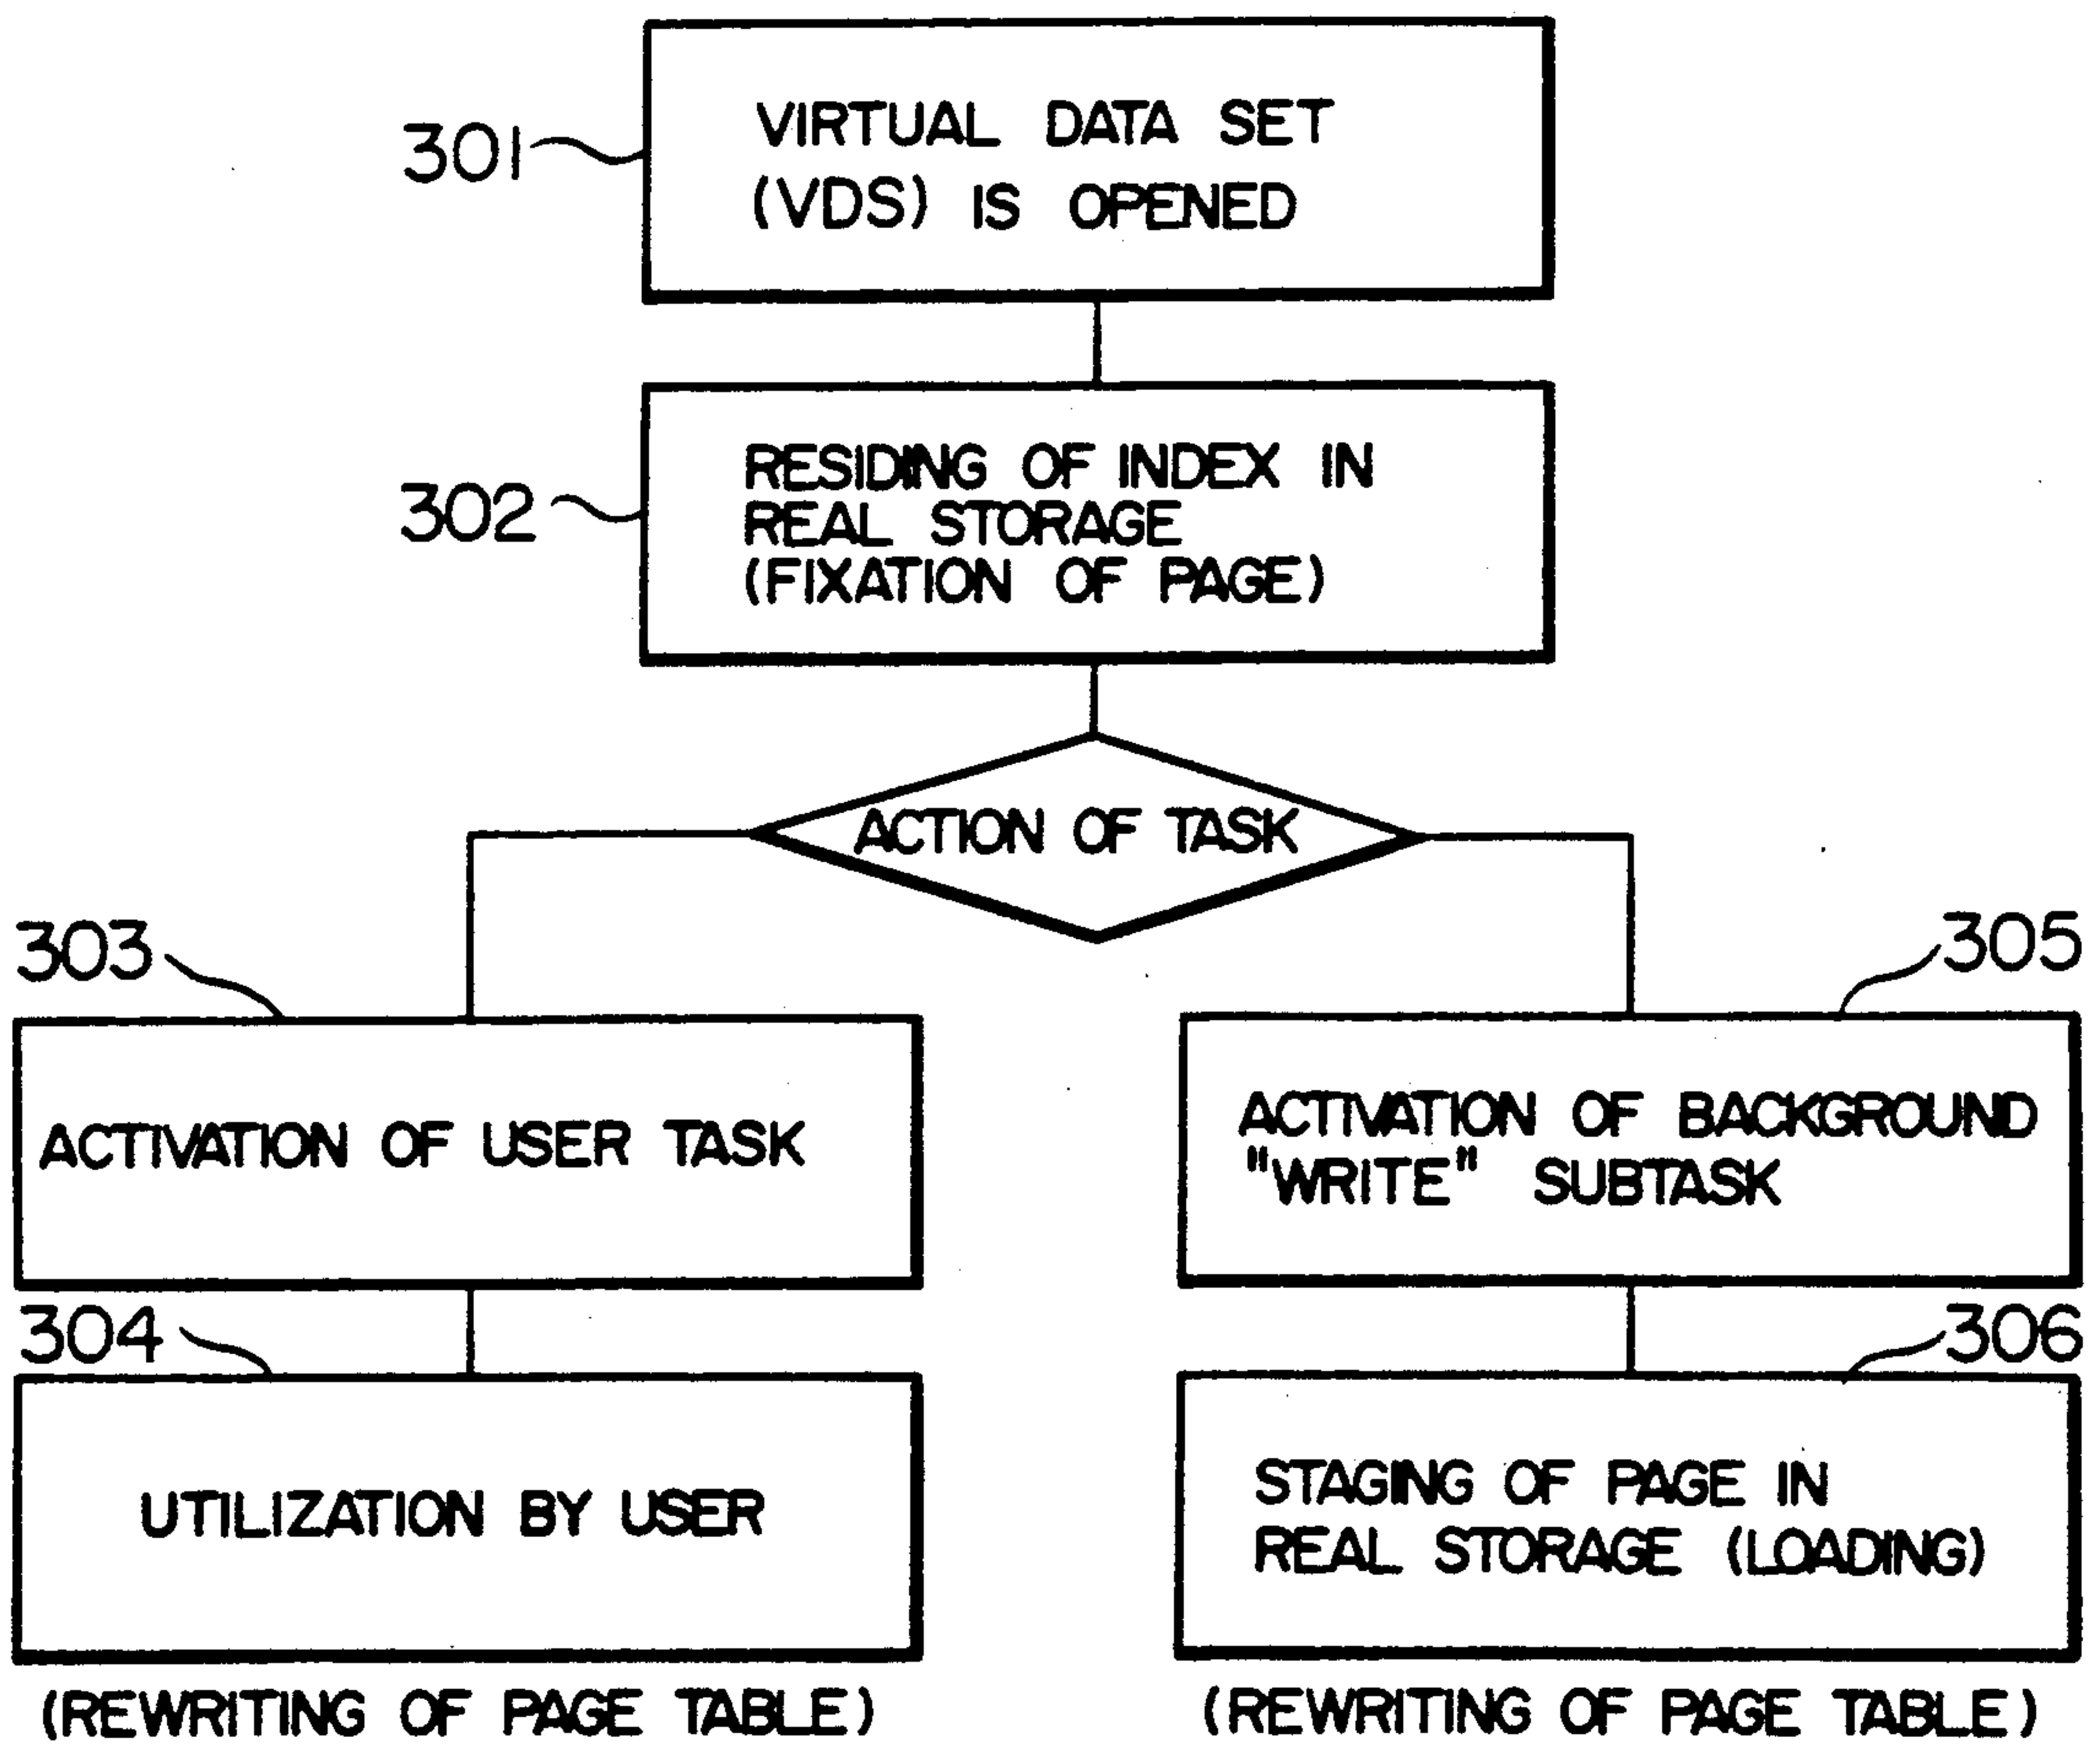 301
VIRTUAL DATA SET
(VDS) IS OPENED
302
RESIDING OF INDEX IN
REAL STORAGE
(FIXATION OF PAGE)
ACTION OF TASK
303
ACTIVATION OF USER TASK
304
UTILIZATION BY USER
(REWRITING OF PAGE TABLE)
305
ACTIVATION OF BACKGROUND
"WRITE" SUBTASK
306
STAGING OF PAGE IN
REAL STORAGE (LOADING)
(REWRITING OF PAGE TABLE)